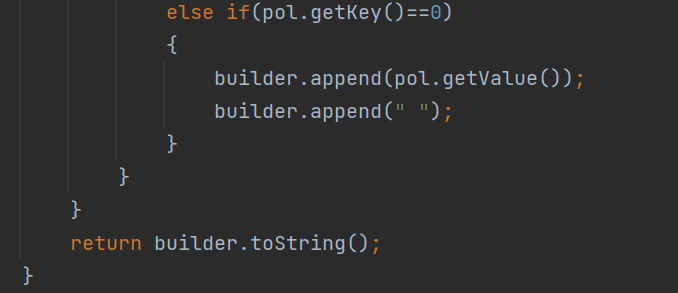 else if(pol.getKey()==0)
{
builder.append(pol.getValue());
builder.append(" ");
}
}
}
return builder.toString();
}